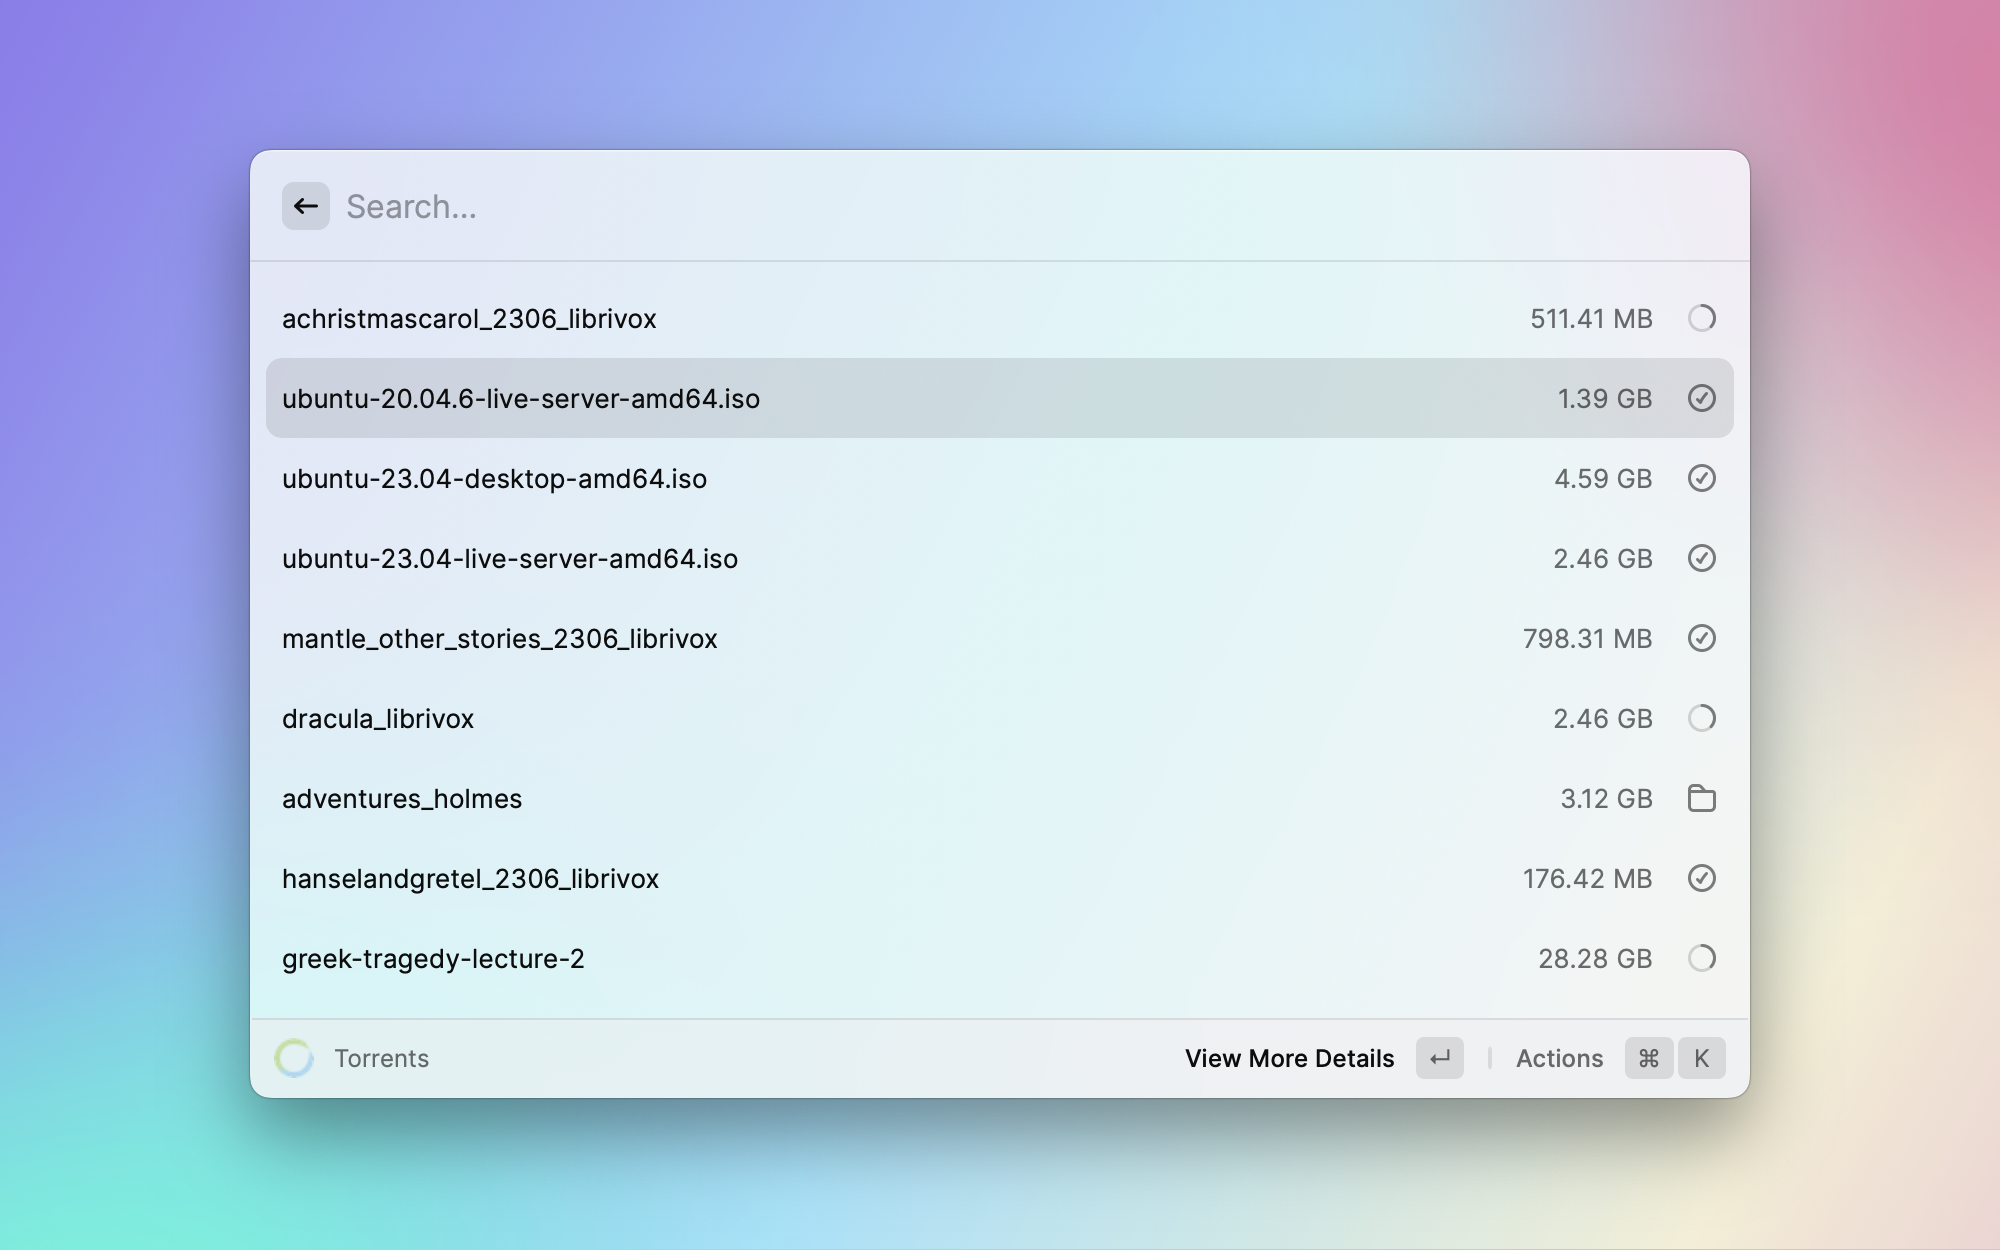 Search...
achristmascarol_2306_librivox 511.41 MB
ubuntu-20.04.6-live-server-amd64.iso 1.39 GB
ubuntu-23.04-desktop-amd64.iso 4.59 GB
ubuntu-23.04-live-server-amd64.iso 2.46 GB
mantle_other_stories_2306_librivox 798.31 MB
dracula_librivox 2.46 GB
adventures_holmes 3.12 GB
hanselandgretel_2306_librivox 176.42 MB
greek-tragedy-lecture-2 28.28 GB
Torrents View More Details ↵ | Actions ⌘ K